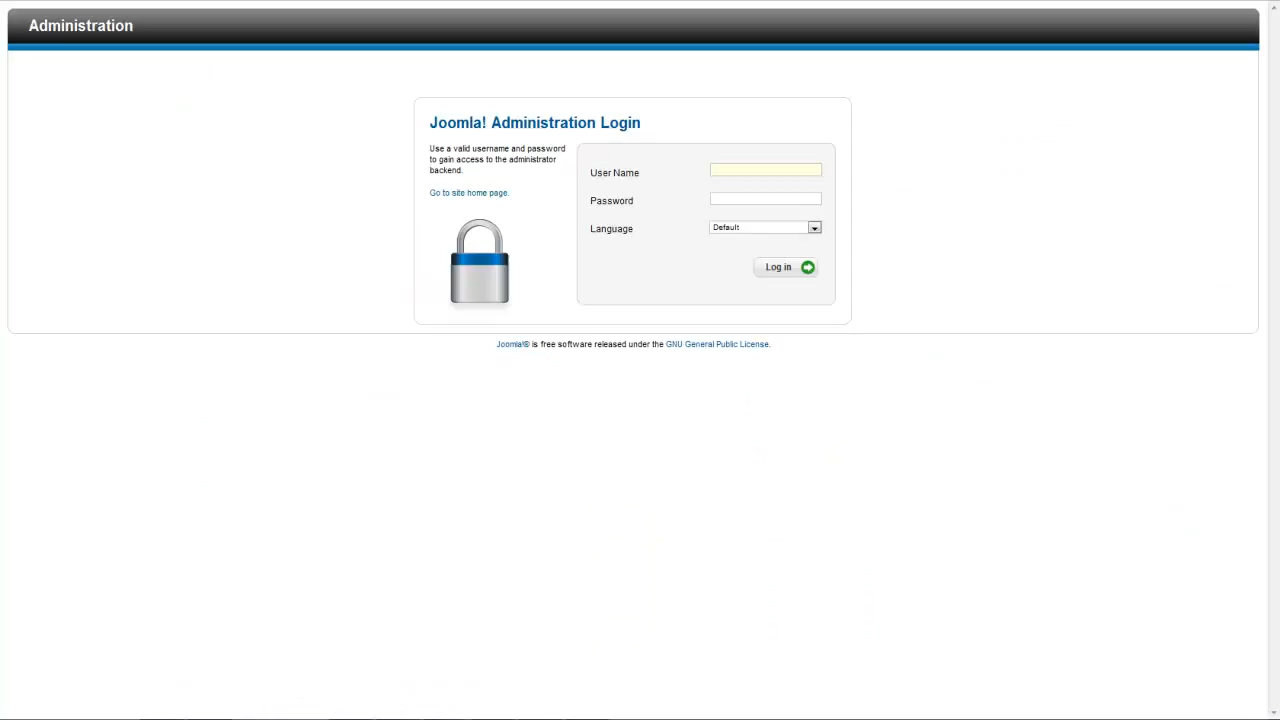 Administration
Joomla! Administration Login
Use a valid username and password
to gain access to the administrator
backend.
Go to site home page.
User Name
Password
Language
Default
Log in
Joomla!® is free software released under the GNU General Public License.